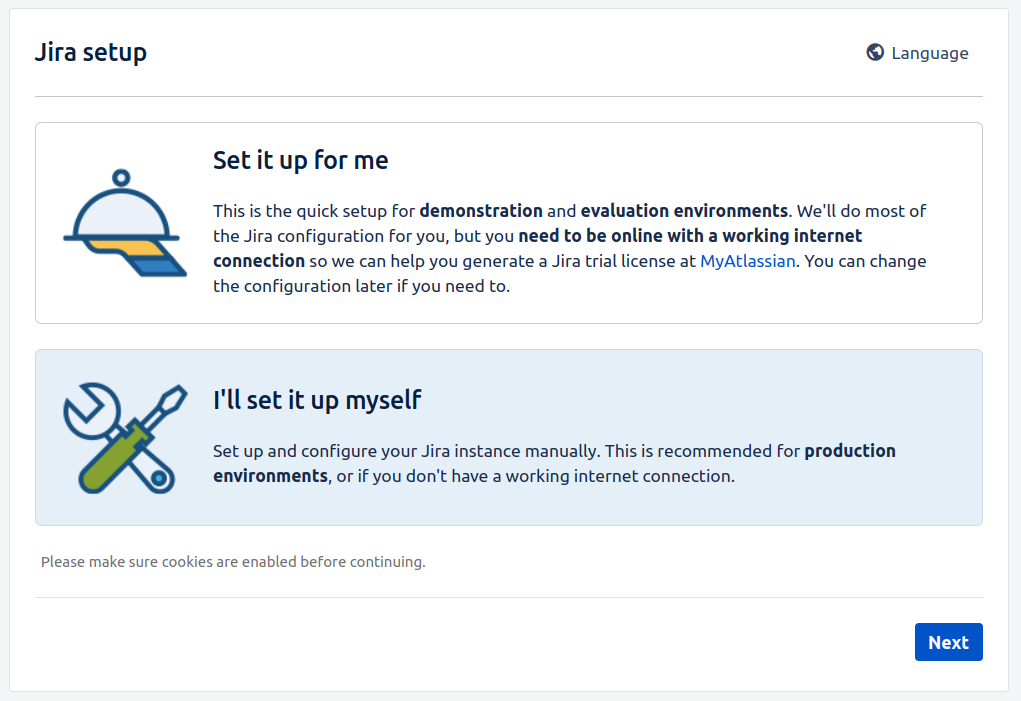 Jira setup
Language
Set it up for me
This is the quick setup for demonstration and evaluation environments. We'll do most of
the Jira configuration for you, but you need to be online with a working internet
connection so we can help you generate a Jira trial license at MyAtlassian. You can change
the configuration later if you need to.
I'll set it up myself
Set up and configure your Jira instance manually. This is recommended for production
environments, or if you don't have a working internet connection.
Please make sure cookies are enabled before continuing.
Next